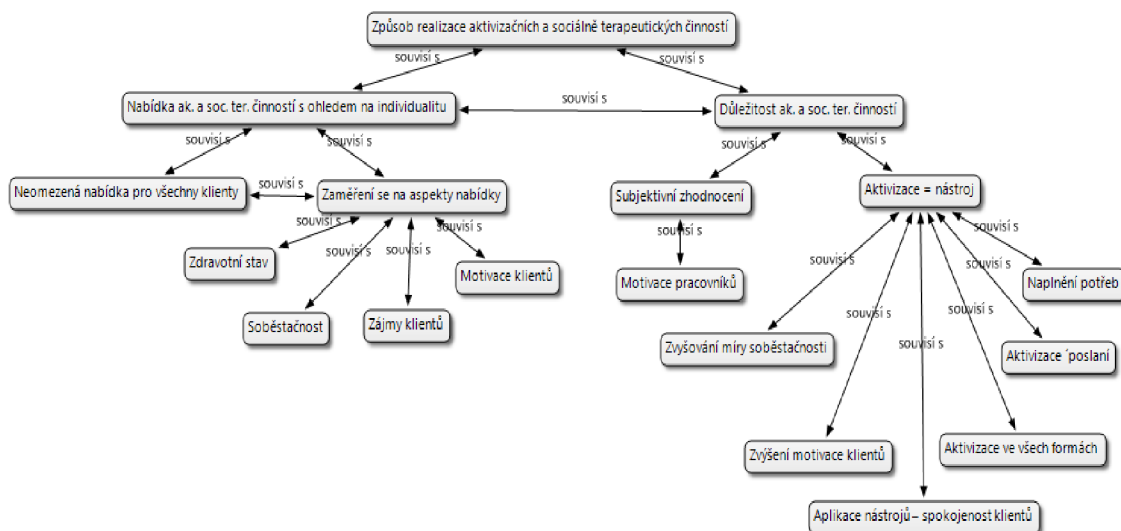 Způsob realizace aktivizačních a sociálně terapeutických činností
souvisí s
souvisí s
Nabídka ak. a soc. ter. činností s ohledem na individualitu
souvisí s
Důležitost ak. a soc. ter. činností
souvisí s
souvisí s
souvisí s
souvisí s
Neomezená nabídka pro všechny klienty
souvisí s
Zaměření se na aspekty nabídky
Subjektivní zhodnocení
Aktivizace = nástroj
souvisí s
souvisí s
souvisí s
souvisí s
souvisí s
souvisí s
Zdravotní stav
Motivace klientů
Motivace pracovníků
souvisí s
souvisí s
Naplnění potřeb
Soběstačnost
Zájmy klientů
souvisí s
souvisí s
Zvyšování míry soběstačnosti
souvisí s
Aktivizace ´poslaní
Zvýšení motivace klientů
Aktivizace ve všech formách
Aplikace nástrojů – spokojenost klientů